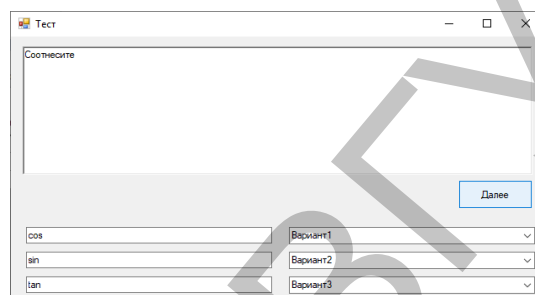 Тест
Соотнесите
Далее
cos Вариант1
sin Вариант2
tan Вариант3